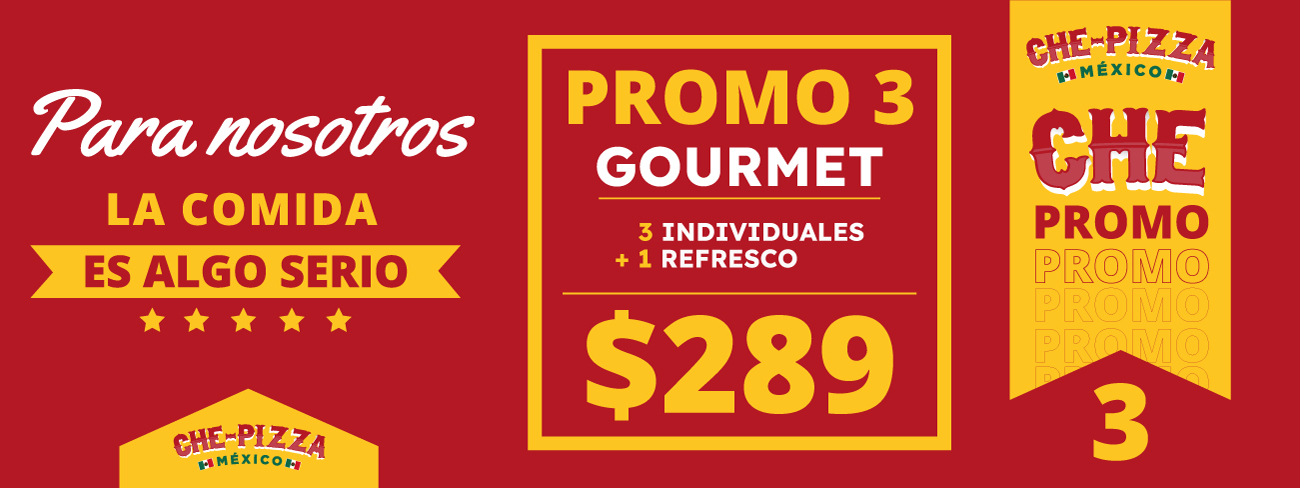 Para nosotros
LA COMIDA
ES ALGO SERIO
CHE-PIZZA
MÉXICO
PROMO 3
GOURMET
3 INDIVIDUALES
+ 1 REFRESCO
$289
CHE-PIZZA
MÉXICO
CHE
PROMO
PROMO
PROMO
PROMO
PROMO
3